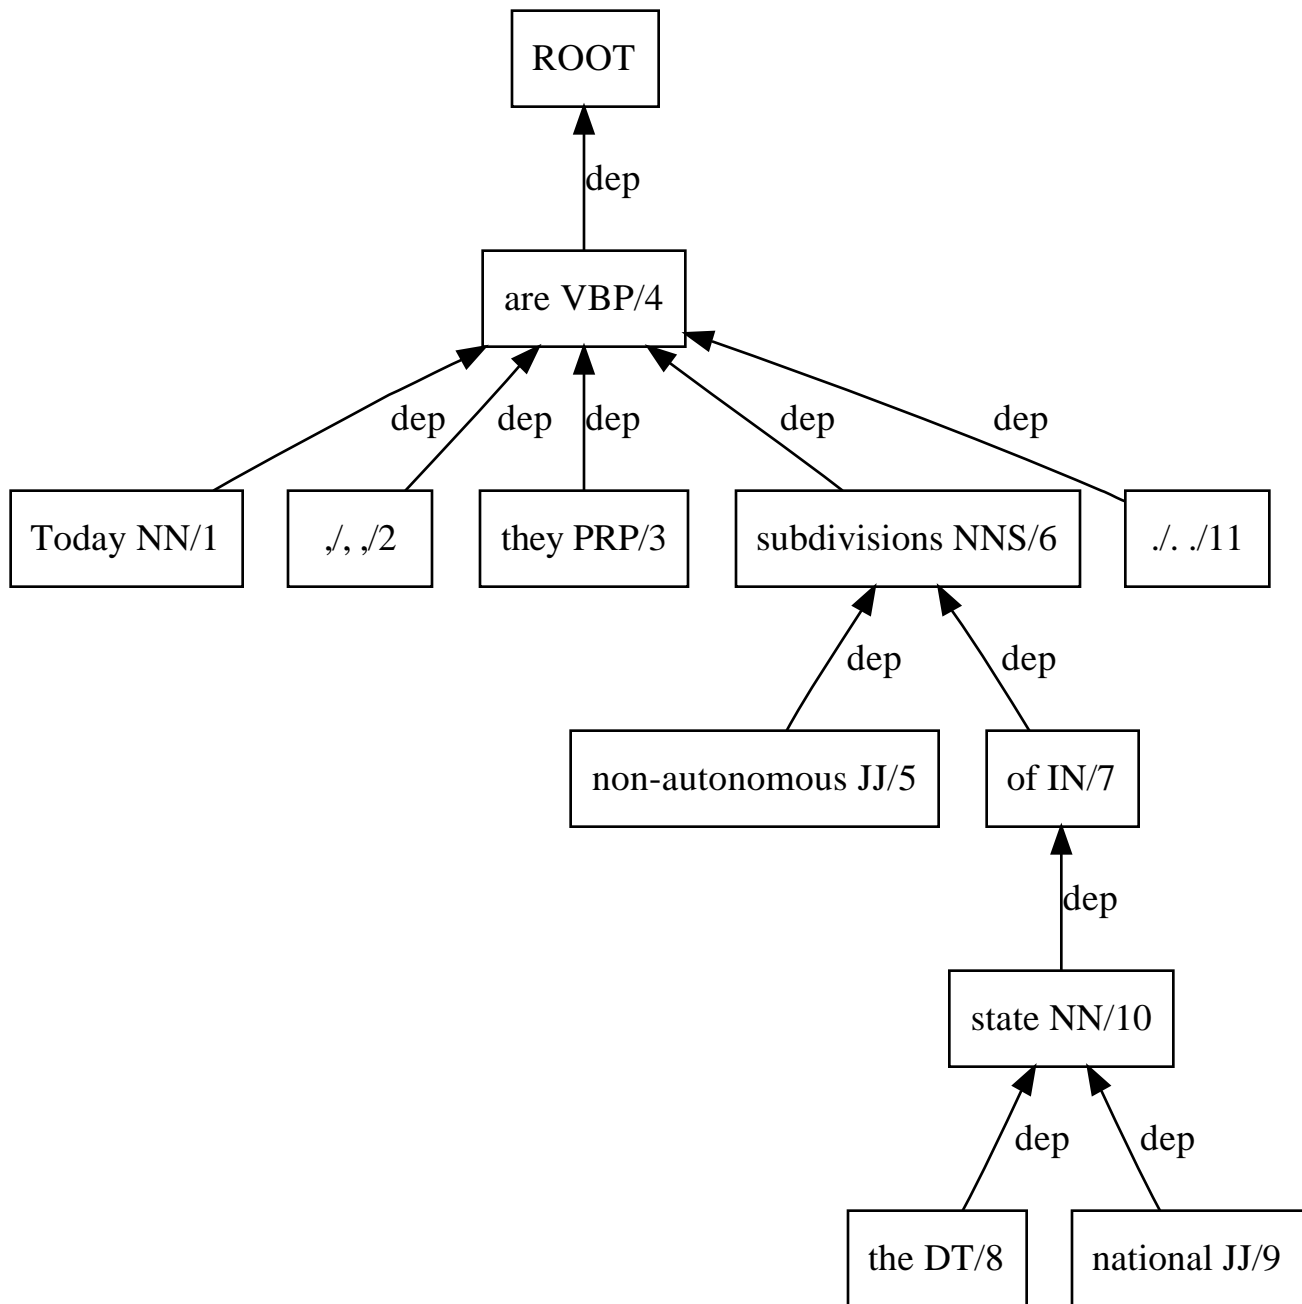 ROOT
dep
are VBP/4
dep dep dep dep dep
Today NN/1 ,/, ,/2 they PRP/3 subdivisions NNS/6 ./. ./11
dep dep
non-autonomous JJ/5 of IN/7
dep
state NN/10
dep dep
the DT/8 national JJ/9